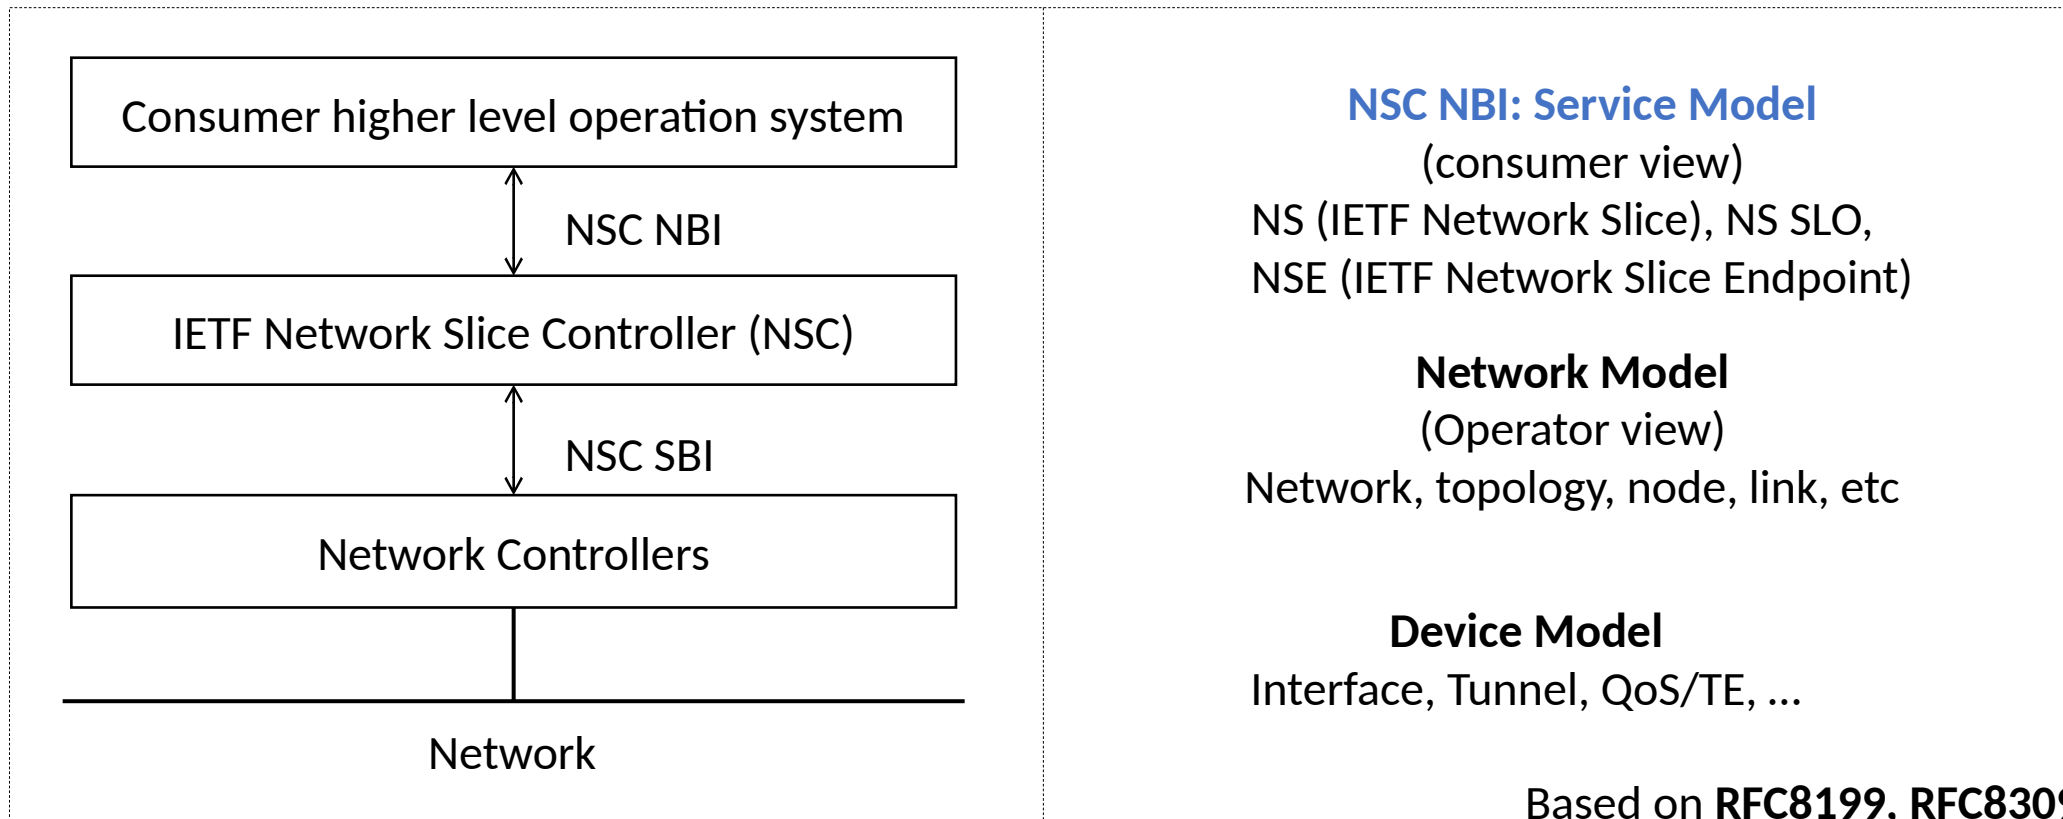 Consumer higher level operation system
NSC NBI
IETF Network Slice Controller (NSC)
NSC SBI
Network Controllers
Network
NSC NBI: Service Model
(consumer view)
NS (IETF Network Slice), NS SLO,
NSE (IETF Network Slice Endpoint)
Network Model
(Operator view)
Network, topology, node, link, etc
Device Model
Interface, Tunnel, QoS/TE, ...
Based on RFC8199, RFC8309